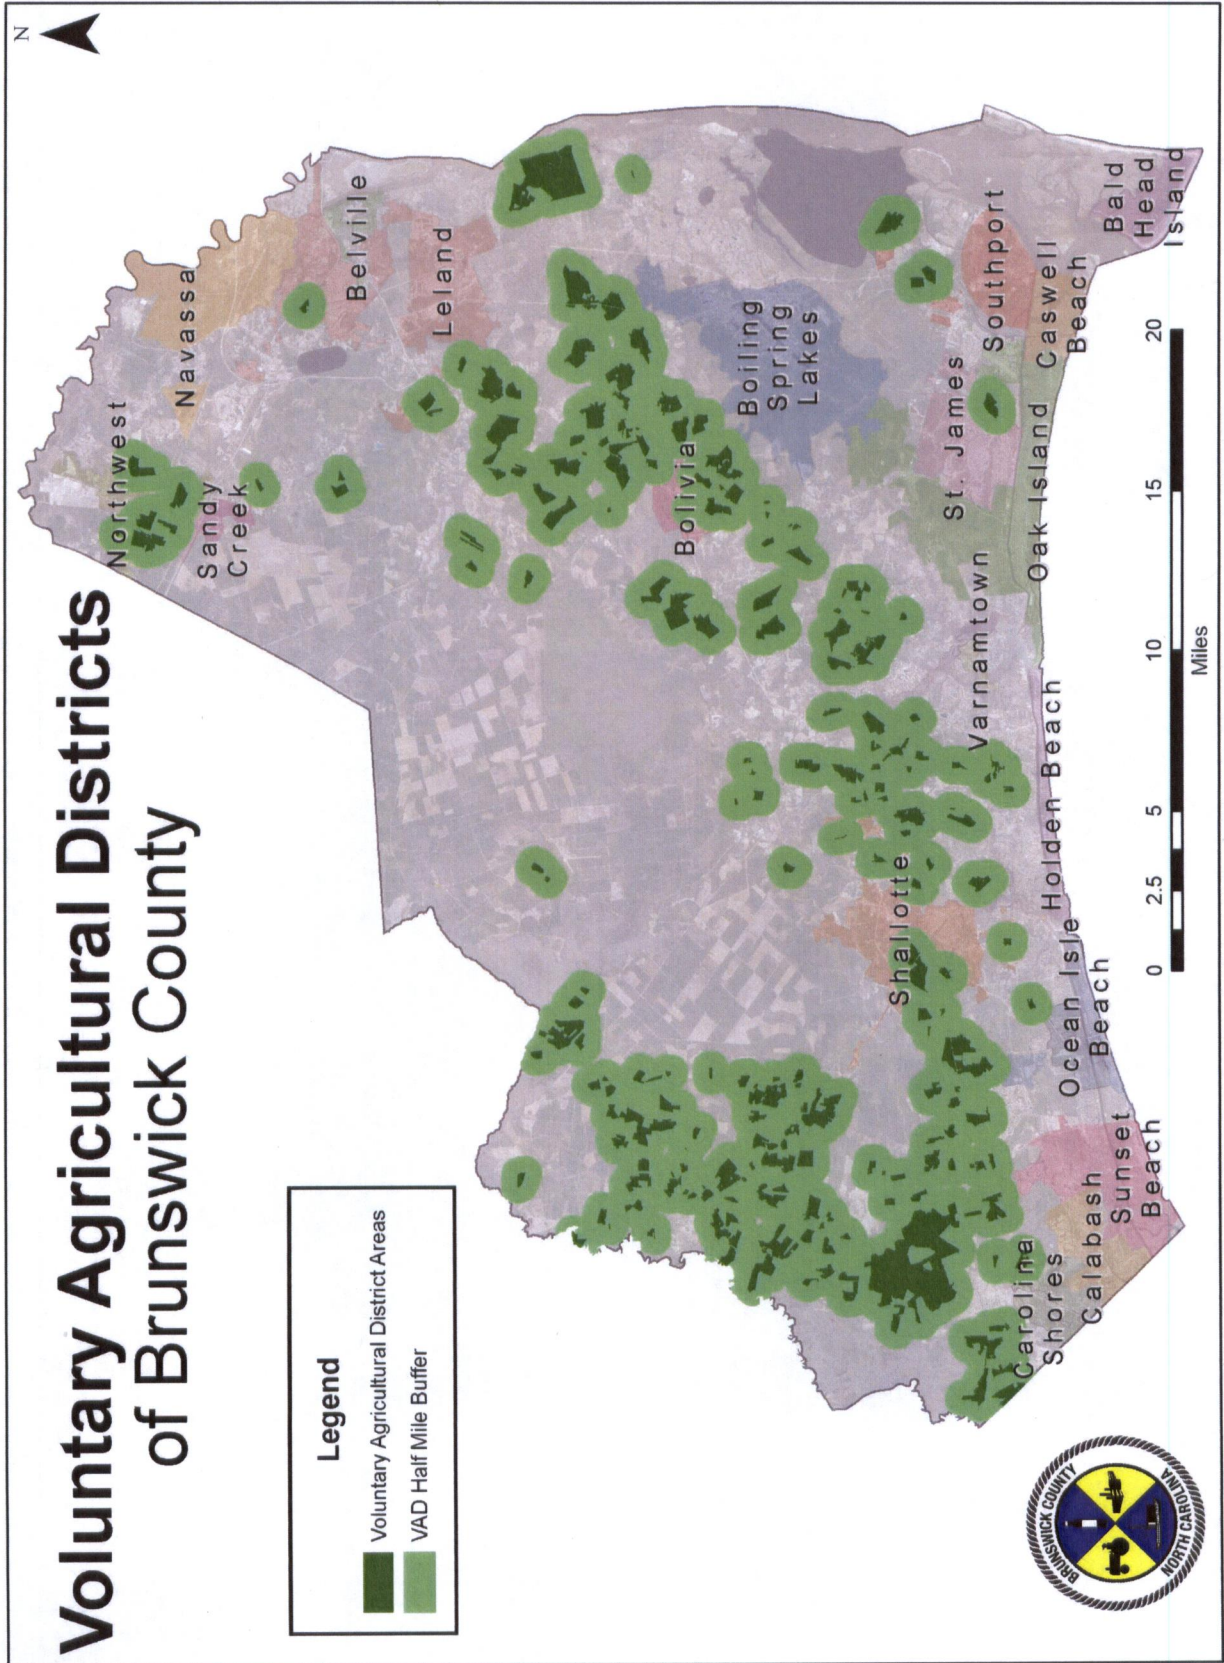 Voluntary Agricultural Districts
of Brunswick County
N
Legend
Voluntary Agricultural District Areas
VAD Half Mile Buffer
Northwest
Navassa
Sandy
Creek
Belville
Leland
Bolivia
Boiling
Spring
Lakes
St. James
Southport
Caswell
Beach
Bald
Head
Island
Oak Island
Varnamtown
Holden Beach
Shallotte
Ocean Isle
Beach
Sunset
Beach
Calabash
Carolina
Shores
0 2.5 5 10 15 20
Miles
BRUNSWICK COUNTY
NORTH CAROLINA